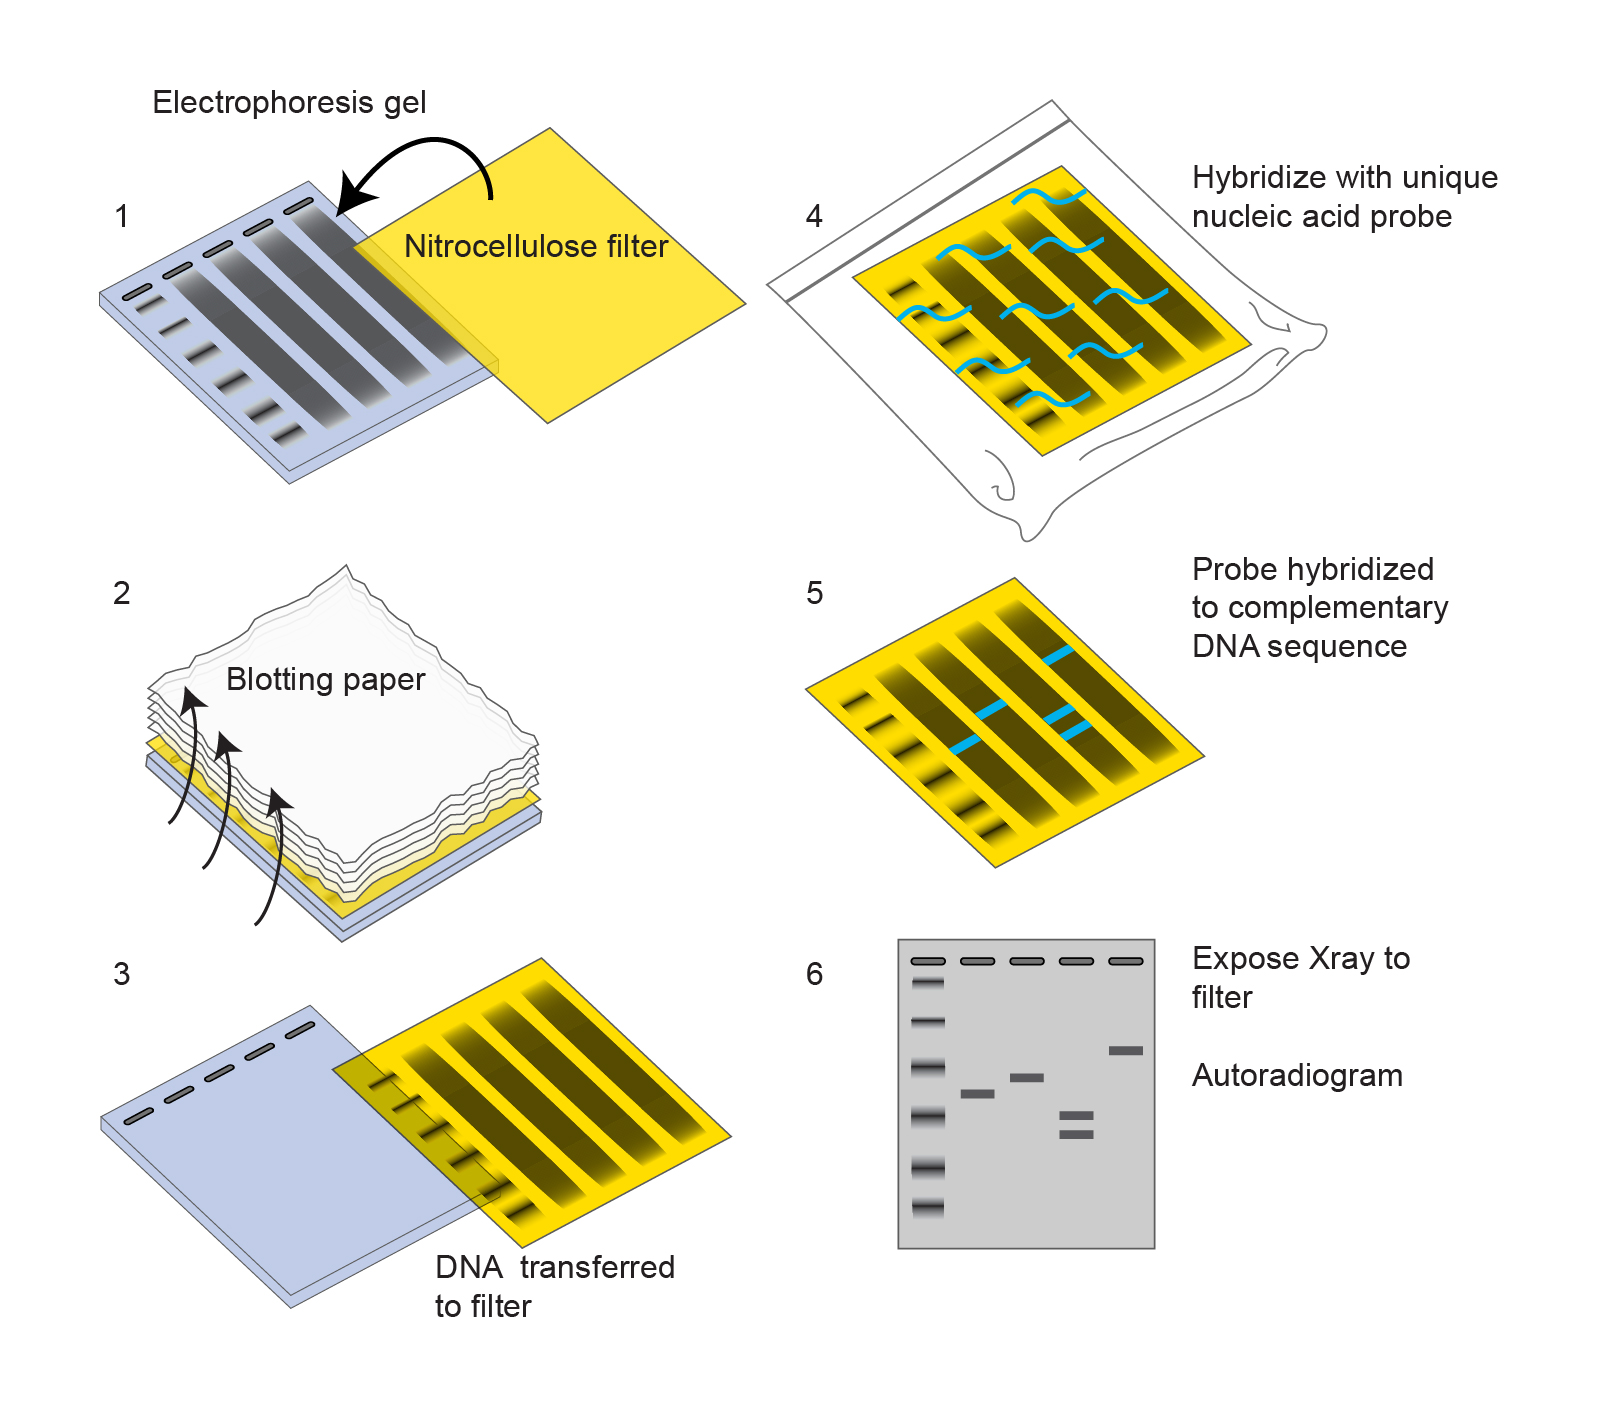 Electrophoresis gel
1
Nitrocellulose filter
2
Blotting paper
3
DNA transferred
to filter
4
Hybridize with unique
nucleic acid probe
5
Probe hybridized
to complementary
DNA sequence
6
Expose Xray to
filter
Autoradiogram